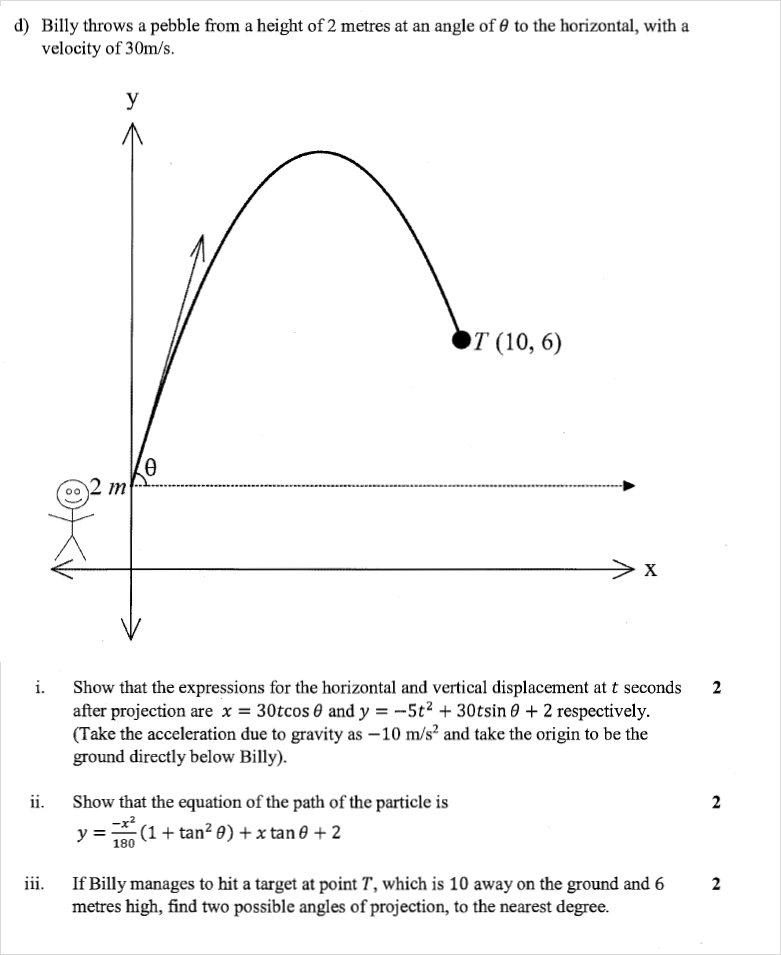 d) Billy throws a pebble from a height of 2 metres at an angle of θ to the horizontal, with a
velocity of 30m/s.
y
T (10, 6)
θ
2 m
x
i. Show that the expressions for the horizontal and vertical displacement at t seconds 2
after projection are x = 30tcos θ and y = −5t² + 30tsin θ + 2 respectively.
(Take the acceleration due to gravity as −10 m/s² and take the origin to be the
ground directly below Billy).
ii. Show that the equation of the path of the particle is 2
y = −x²/180 (1 + tan² θ) + x tan θ + 2
iii. If Billy manages to hit a target at point T, which is 10 away on the ground and 6 2
metres high, find two possible angles of projection, to the nearest degree.